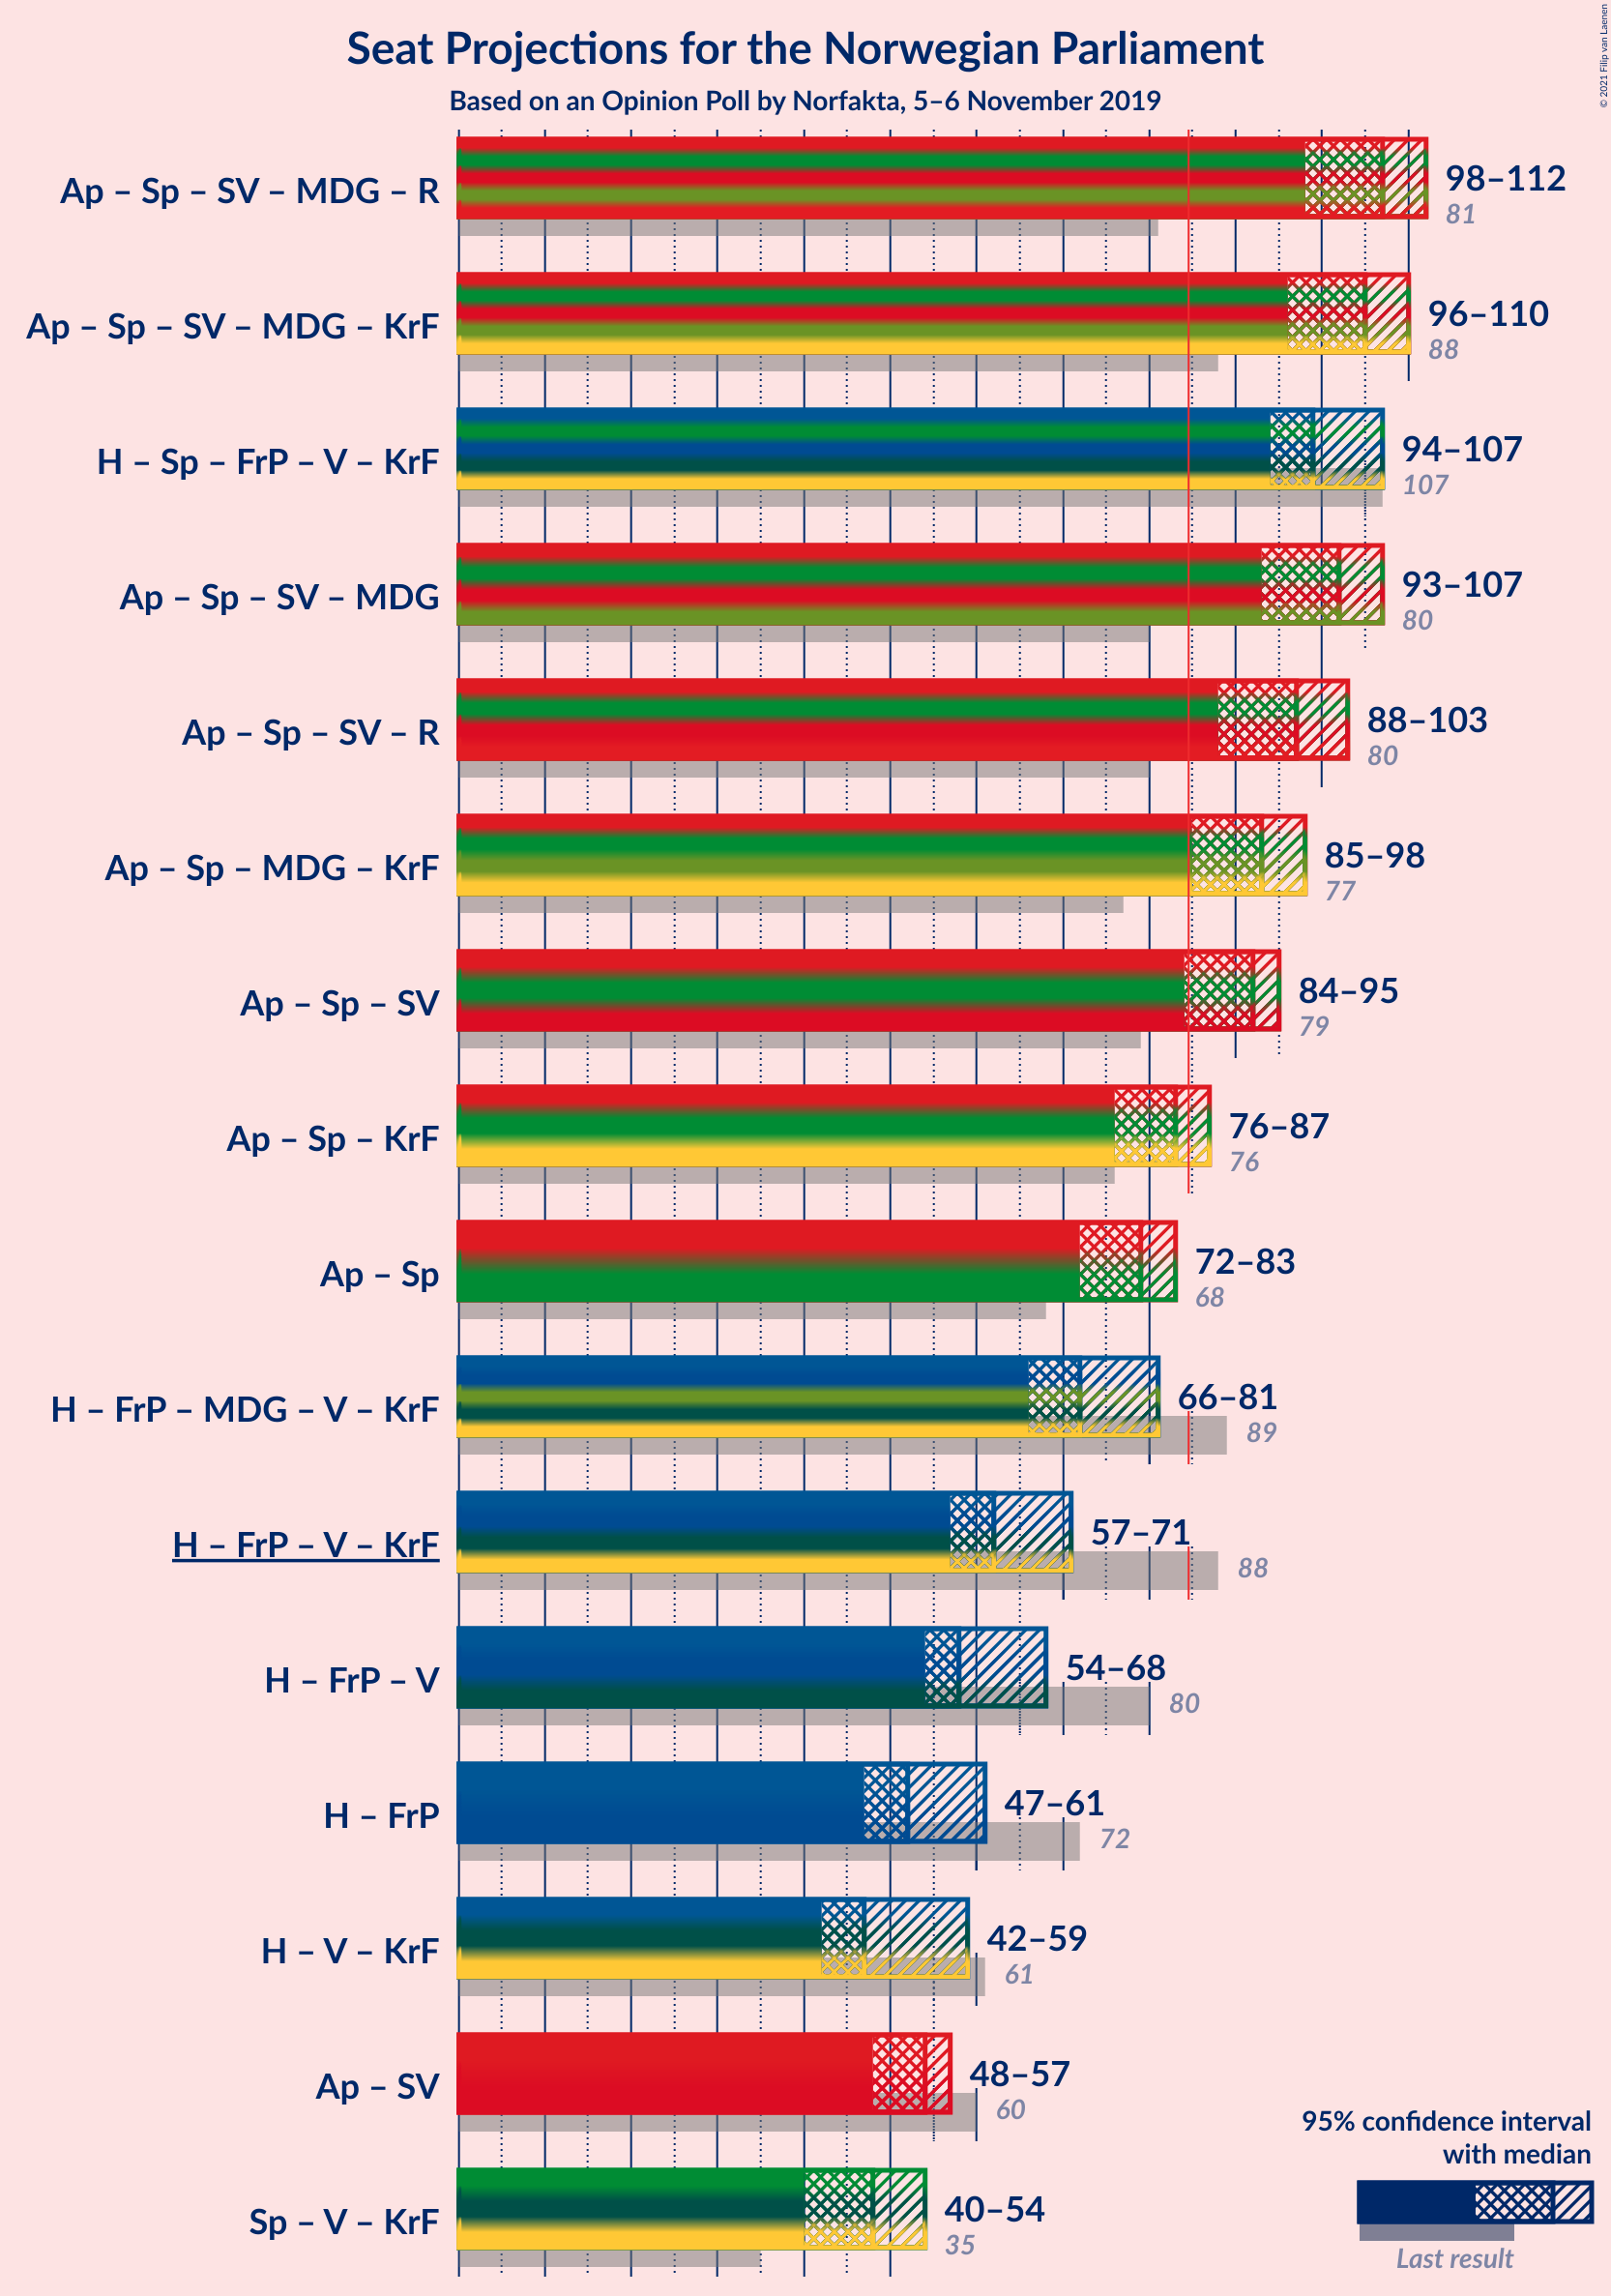 Seat Projections for the Norwegian Parliament
Based on an Opinion Poll by Norfakta, 5–6 November 2019
© 2021 Filip van Laenen
Ap – Sp – SV – MDG – R
98–112
81
Ap – Sp – SV – MDG – KrF
96–110
88
H – Sp – FrP – V – KrF
94–107
107
Ap – Sp – SV – MDG
93–107
80
Ap – Sp – SV – R
88–103
80
Ap – Sp – MDG – KrF
85–98
77
Ap – Sp – SV
84–95
79
Ap – Sp – KrF
76–87
76
Ap – Sp
72–83
68
H – FrP – MDG – V – KrF
66–81
89
H – FrP – V – KrF
57–71
88
H – FrP – V
54–68
80
H – FrP
47–61
72
H – V – KrF
42–59
61
Ap – SV
48–57
60
Sp – V – KrF
40–54
35
95% confidence interval
with median
Last result